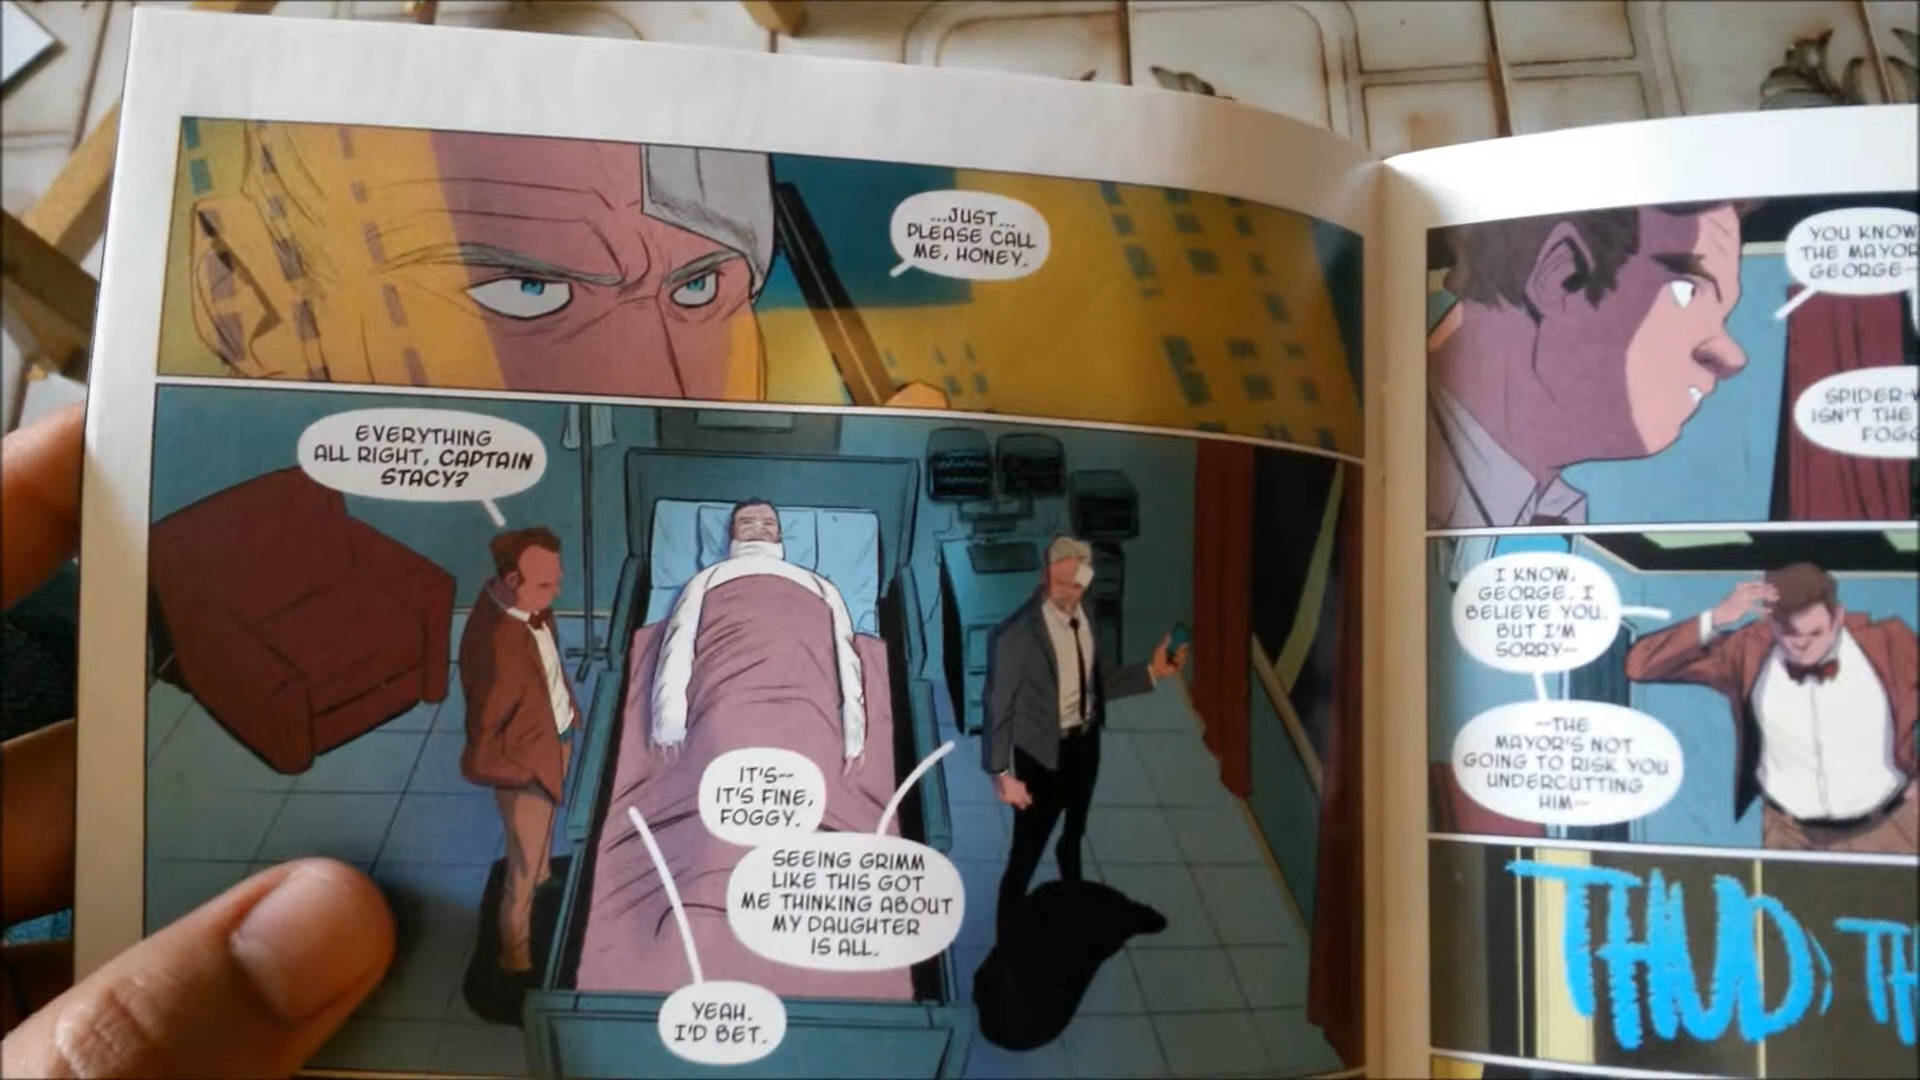 ...JUST...
PLEASE CALL
ME, HONEY.
EVERYTHING
ALL RIGHT, CAPTAIN
STACY?
IT'S--
IT'S FINE,
FOGGY.
SEEING GRIMM
LIKE THIS GOT
ME THINKING ABOUT
MY DAUGHTER
IS ALL.
YEAH.
I'D BET.
YOU KNOW
THE MAYOR
GEORGE--
SPIDER-
ISN'T THE
I KNOW,
GEORGE. I
BELIEVE YOU.
BUT I'M
SORRY--
--THE
MAYOR'S NOT
GOING TO RISK YOU
UNDERCUTTING
HIM--
THUD